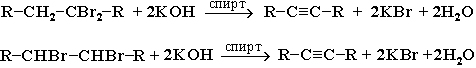 R–CH₂–CBr₂–R + 2KOH спирт→ R–C≡C–R + 2KBr + 2H₂O
R–CHBr–CHBr–R + 2KOH спирт→ R–C≡C–R + 2KBr +2H₂O